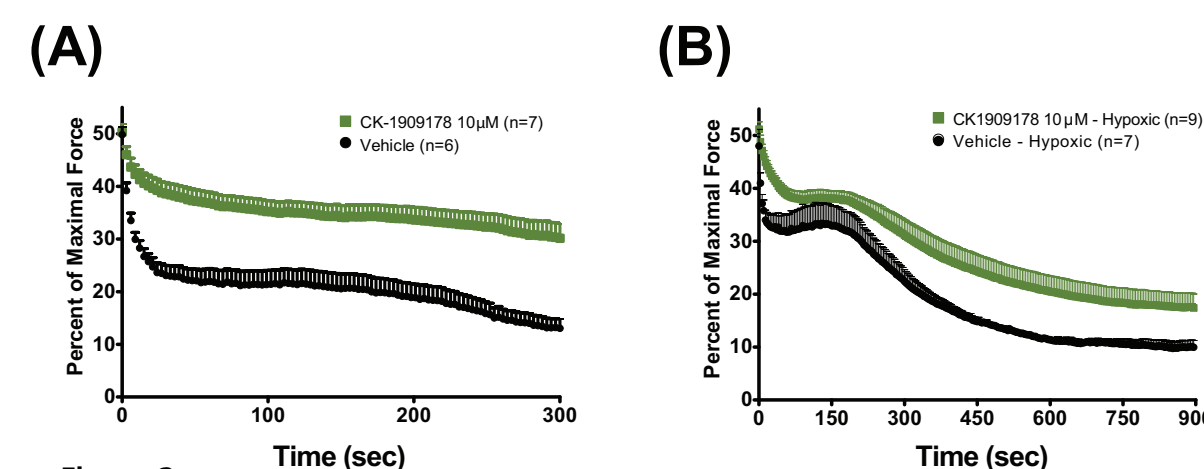 (A)
Percent of Maximal Force
50
40
30
20
10
0
CK-1909178 10µM (n=7)
Vehicle (n=6)
0 100 200 300
Time (sec)
(B)
Percent of Maximal Force
50
40
30
20
10
0
CK1909178 10µM - Hypoxic (n=9)
Vehicle - Hypoxic (n=7)
0 150 300 450 600 750 900
Time (sec)